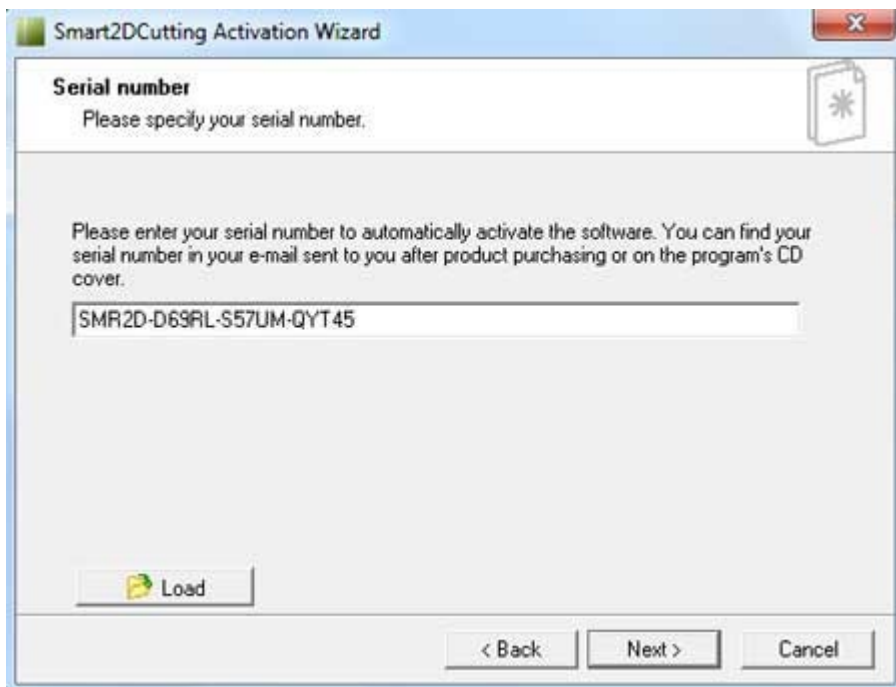 Smart2DCutting Activation Wizard
Serial number
Please specify your serial number.
Please enter your serial number to automatically activate the software. You can find your
serial number in your e-mail sent to you after product purchasing or on the program's CD
cover.
SMR2D-D69RL-S57UM-QYT45
Load
< Back Next > Cancel